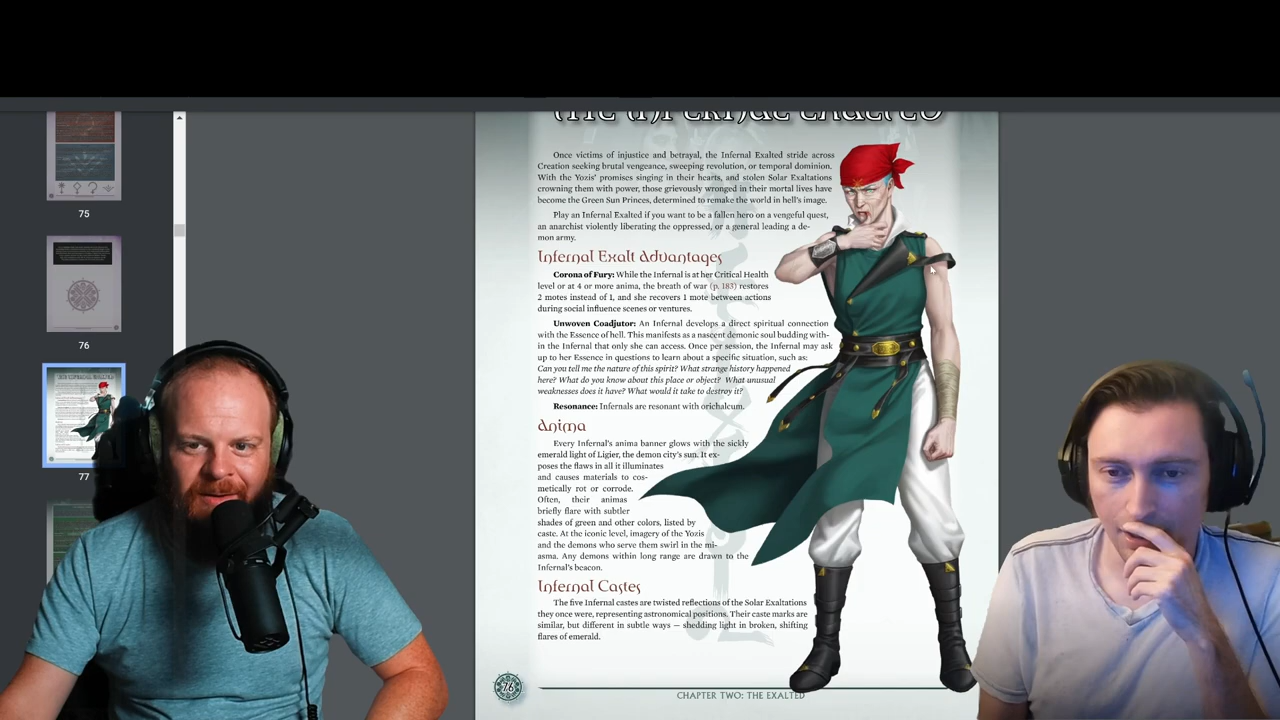 THE INFERNAL EXALTED
Once victims of injustice and betrayal, the Infernal Exalted stride across
Creation seeking brutal vengeance, sweeping revolution, or temporal dominion.
With the Yozis' promises singing in their hearts, and stolen Solar Exaltations
crowning them with power, those grievously wronged in their mortal lives have
become the Green Sun Princes, determined to remake the world in hell's image.
Play an Infernal Exalted if you want to be a fallen hero on a vengeful quest,
an anarchist violently liberating the oppressed, or a general leading a de-
mon army.
Infernal Exalt Advantages
Corona of Fury: While the Infernal is at her Critical Health
level or at 4 or more anima, the breath of war (p. 183) restores
2 motes instead of 1, and she recovers 1 mote between actions
during social influence scenes or ventures.
Unwoven Coadjutor: An Infernal develops a direct spiritual connection
with the Essence of hell. This manifests as a nascent demonic soul budding with-
in the Infernal that only she can access. Once per session, the Infernal may ask
up to her Essence in questions to learn about a specific situation, such as:
Can you tell me the nature of this spirit? What strange history happened
here? What do you know about this place or object? What unusual
weaknesses does it have? What would it take to destroy it?
Resonance: Infernals are resonant with orichalcum.
Anima
Every Infernal's anima banner glows with the sickly
emerald light of Ligier, the demon city's sun. It ex-
poses the flaws in all it illuminates
and causes materials to cos-
metically rot or corrode.
Often, their animas
briefly flare with subtler
shades of green and other colors, listed by
caste. At the iconic level, imagery of the Yozis
and the demons who serve them swirl in the mi-
asma. Any demons within long range are drawn to the
Infernal's beacon.
Infernal Castes
The five Infernal castes are twisted reflections of the Solar Exaltations
they once were, representing astronomical positions. Their caste marks are
similar, but different in subtle ways — shedding light in broken, shifting
flares of emerald.
76
CHAPTER TWO: THE EXALTED
75
76
77